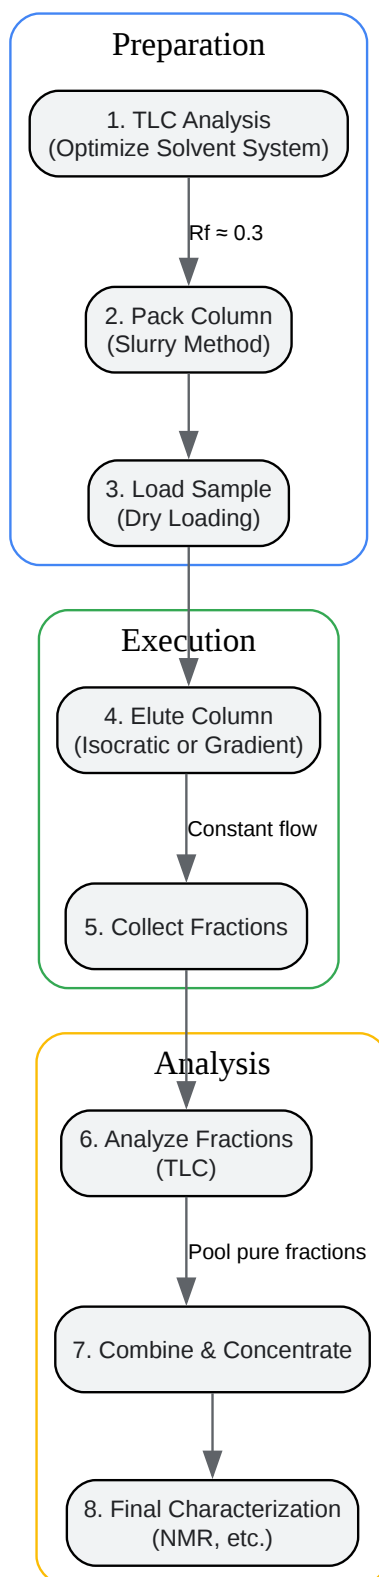 Preparation
1. TLC Analysis
(Optimize Solvent System)
Rf ≈ 0.3
2. Pack Column
(Slurry Method)
3. Load Sample
(Dry Loading)
Execution
4. Elute Column
(Isocratic or Gradient)
Constant flow
5. Collect Fractions
Analysis
6. Analyze Fractions
(TLC)
Pool pure fractions
7. Combine & Concentrate
8. Final Characterization
(NMR, etc.)